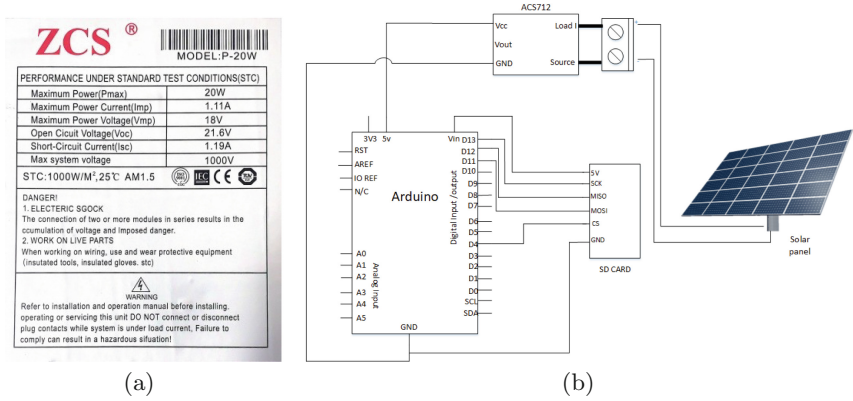 ZCS ®
MODEL:P-20W
PERFORMANCE UNDER STANDARD TEST CONDITIONS(STC)
Maximum Power(Pmax) 20W
Maximum Power Current(Imp) 1.11A
Maximum Power Voltage(Vmp) 18V
Open Cicuit Voltage(Voc) 21.6V
Short-Circuit Current(Isc) 1.19A
Max system voltage 1000V
STC:1000W/M²,25℃ AM1.5 IEC CE
DANGER!
1. ELECTERIC SGOCK
The connection of two or more modules in series results in the
ccumulation of voltage and Imposed danger.
2. WORK ON LIVE PARTS
When working on wiring, use and wear protective equipment
(insutated tools, insulated gloves. stc)
WARNING
Refer to installation and operation manual before installing.
operating or servicing this unit DO NOT connect or disconnect
plug contacts while system is under load current, Failure to
comply can result in a hazardous sifuation!
(a)
ACS712
Vcc
Vout
GND
Load I
Source
Arduino
3V3 5v
Vin
RST
AREF
IO REF
N/C
A0
A1
A2
A3
A4
A5
Analog Input
GND
Digital Input /output
D13
D12
D11
D10
D9
D8
D7
D6
D5
D4
D3
D2
D1
D0
SCL
SDA
5V
SCK
MISO
MOSI
CS
GND
SD CARD
Solar
panel
(b)